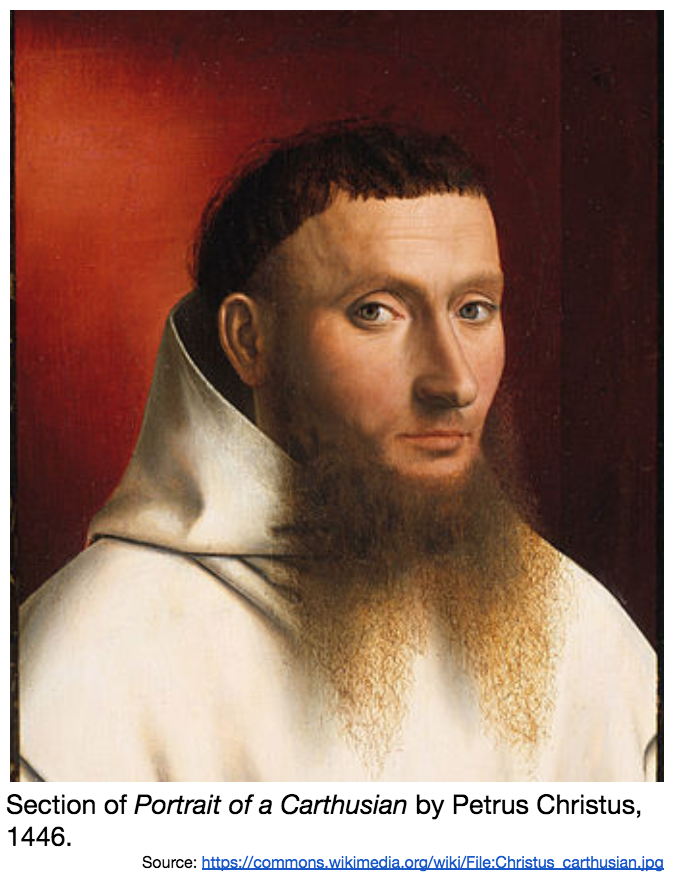 Section of Portrait of a Carthusian by Petrus Christus,
1446.
Source: https://commons.wikimedia.org/wiki/File:Christus_carthusian.jpg